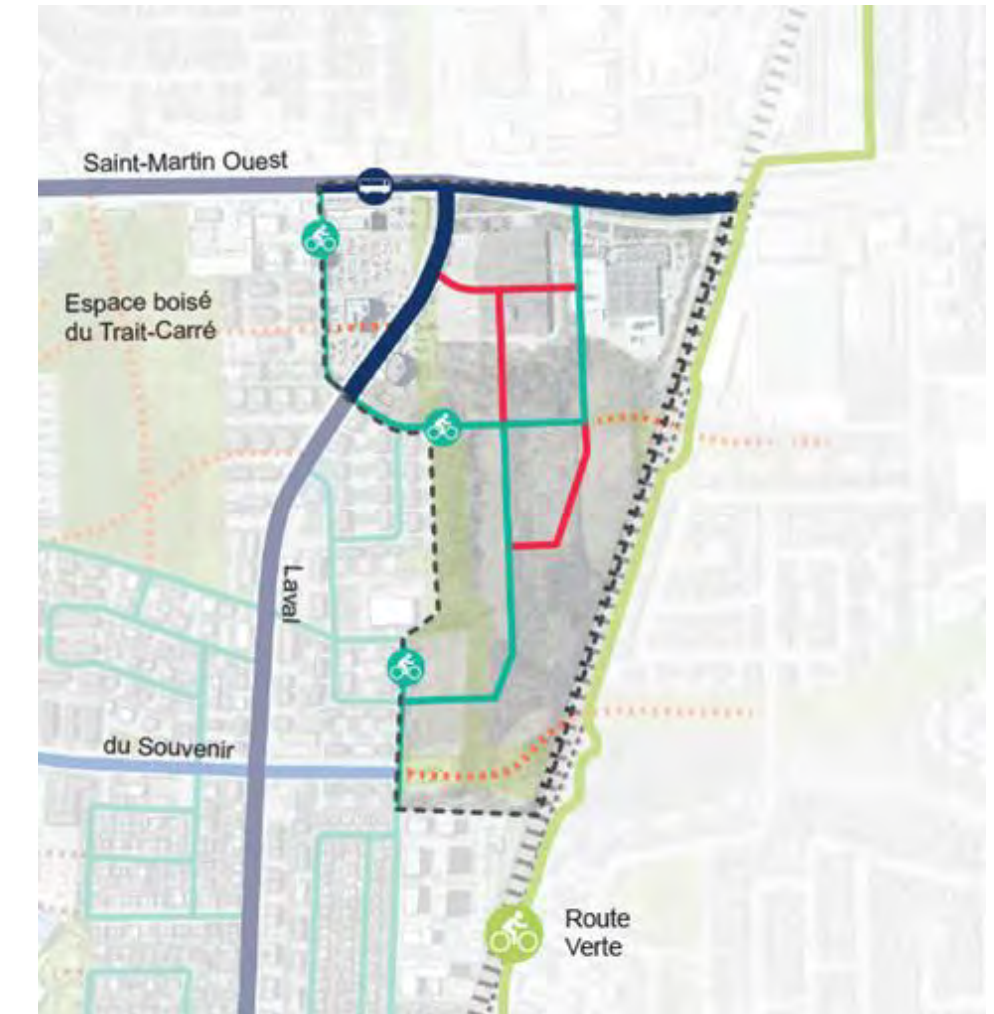 Saint-Martin Ouest
Espace boisé
du Trait-Carré
Laval
du Souvenir
Route
Verte